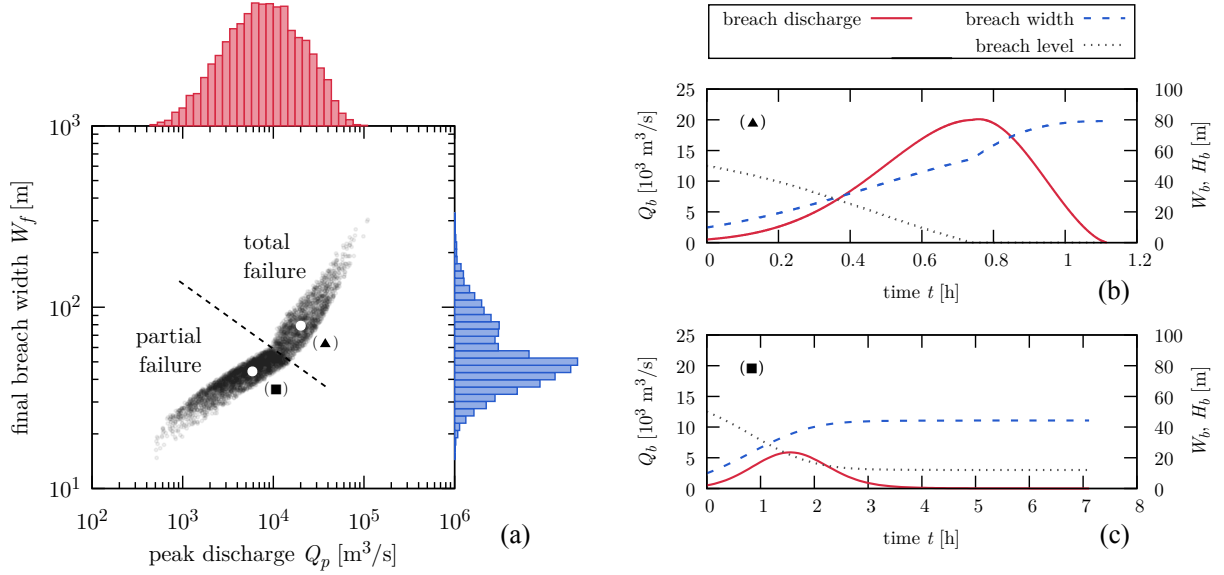 breach discharge
breach width
breach level
10³
10²
10¹
final breach width W_f [m]
total
failure
partial
failure
(▲)
(■)
10² 10³ 10⁴ 10⁵ 10⁶
peak discharge Q_p [m³/s]
(a)
25
20
15
10
5
0
Q_b [10³ m³/s]
(▲)
100
80
60
40
20
0
W_b, H_b [m]
0 0.2 0.4 0.6 0.8 1 1.2
time t [h]
(b)
25
20
15
10
5
0
Q_b [10³ m³/s]
(■)
100
80
60
40
20
0
W_b, H_b [m]
0 1 2 3 4 5 6 7 8
time t [h]
(c)